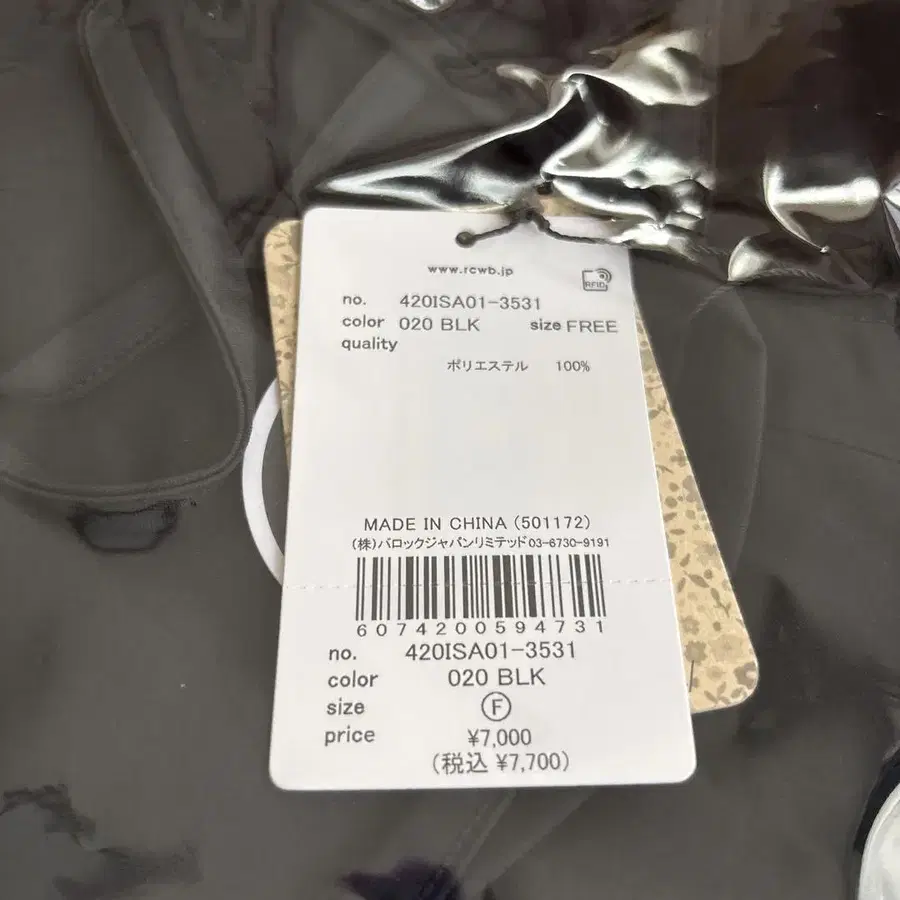 www.rcwb.jp
RFID
no. 420ISA01-3531
color 020 BLK size FREE
quality
ポリエステル 100%
MADE IN CHINA (501172)
(株)バロックジャパンリミテッド03-6730-9191
6074200594731
no. 420ISA01-3531
color 020 BLK
size Ⓕ
price ¥7,000
(税込 ¥7,700)